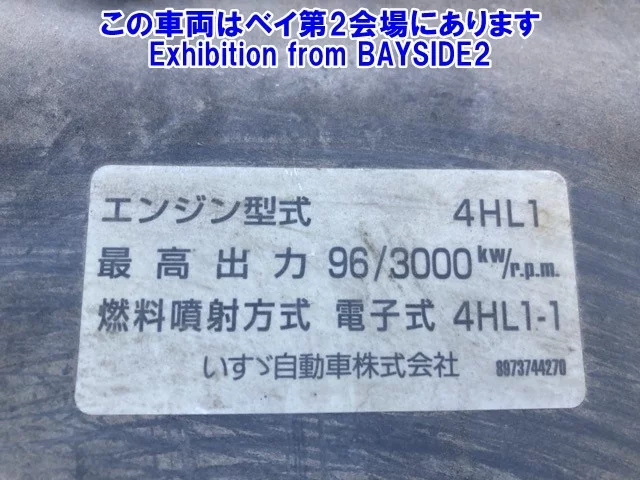 この車両はベイ第2会場にあります
Exhibition from BAYSIDE2
エンジン型式 4HL1
最高出力 96/3000 kw/r.p.m.
燃料噴射方式 電子式 4HL1-1
いすゞ自動車株式会社 8973744270